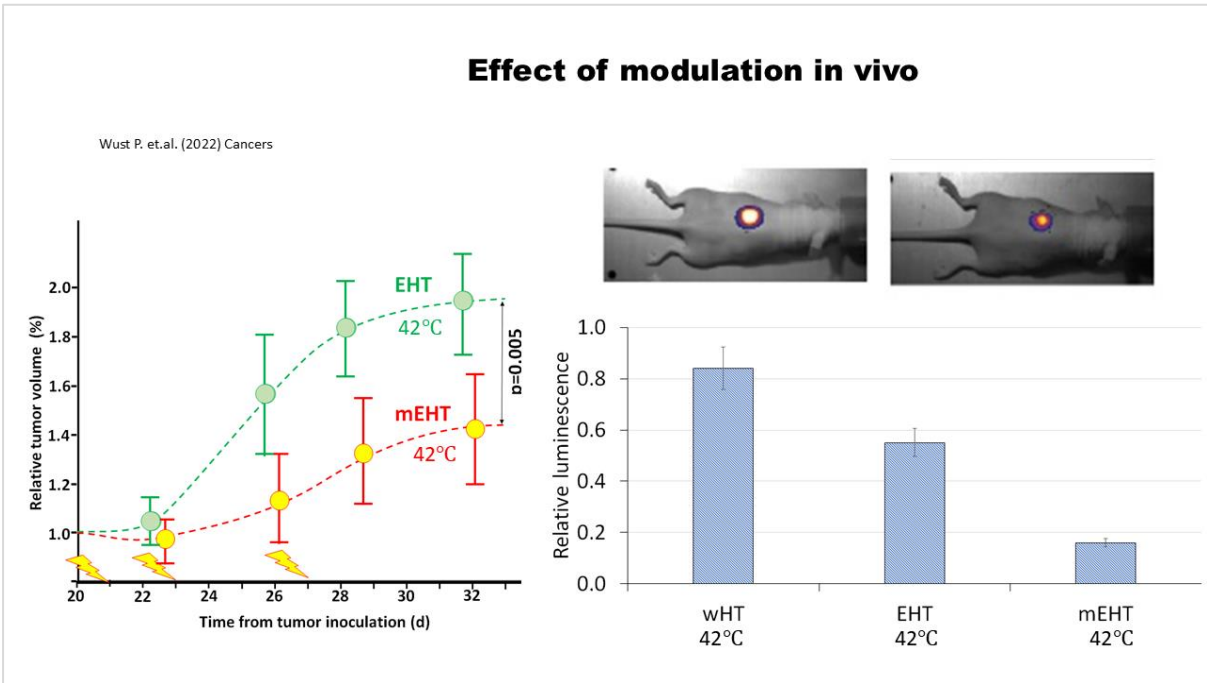 Effect of modulation in vivo
Wust P. et.al. (2022) Cancers
Relative tumor volume (%)
2.0
1.8
1.6
1.4
1.2
1.0
EHT
42°C
mEHT
42°C
p=0.005
20 22 24 26 28 30 32
Time from tumor inoculation (d)
Relative luminescence
1.0
0.8
0.6
0.4
0.2
0.0
wHT EHT mEHT
42°C 42°C 42°C